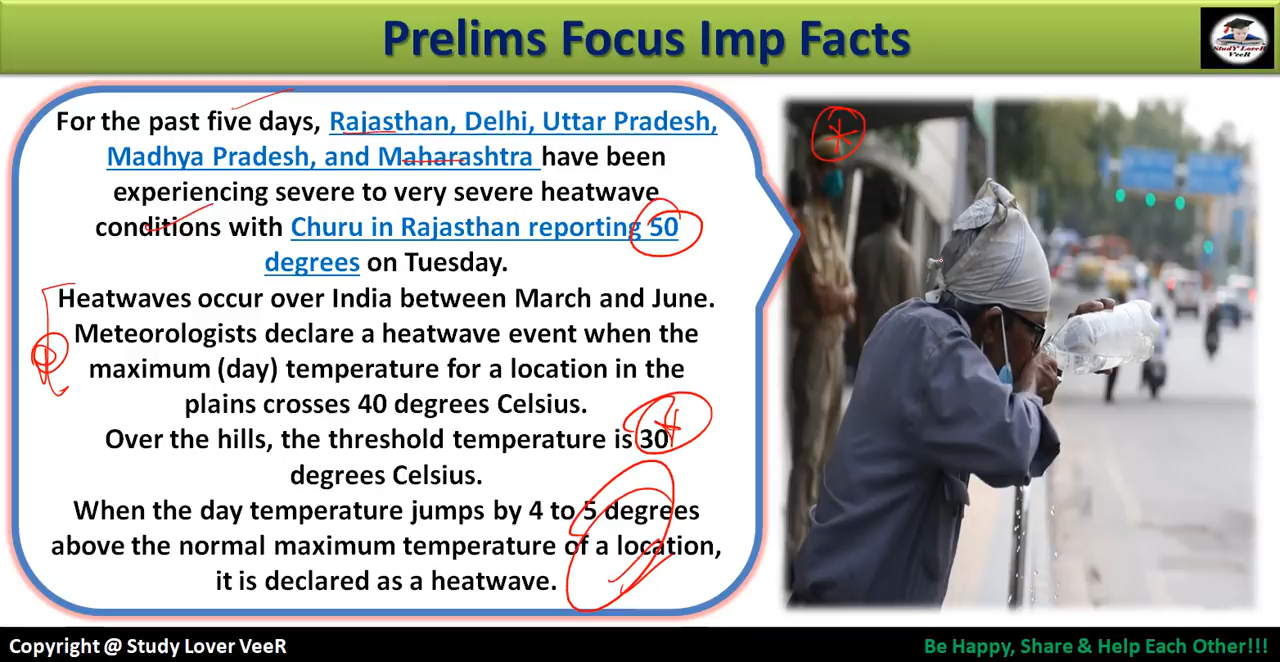 Prelims Focus Imp Facts
StudY LoveR
VeeR
For the past five days, Rajasthan, Delhi, Uttar Pradesh,
Madhya Pradesh, and Maharashtra have been
experiencing severe to very severe heatwave
conditions with Churu in Rajasthan reporting 50
degrees on Tuesday.
Heatwaves occur over India between March and June.
Meteorologists declare a heatwave event when the
maximum (day) temperature for a location in the
plains crosses 40 degrees Celsius.
Over the hills, the threshold temperature is 30
degrees Celsius.
When the day temperature jumps by 4 to 5 degrees
above the normal maximum temperature of a location,
it is declared as a heatwave.
Copyright @ Study Lover VeeR
Be Happy, Share & Help Each Other!!!